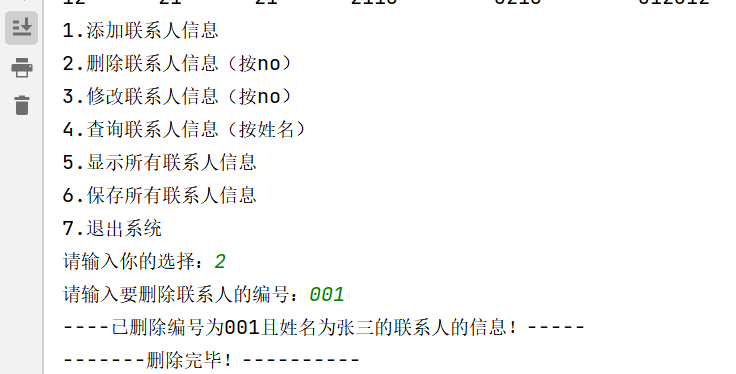 1.添加联系人信息
2.删除联系人信息（按no）
3.修改联系人信息（按no）
4.查询联系人信息（按姓名）
5.显示所有联系人信息
6.保存所有联系人信息
7.退出系统
请输入你的选择：2
请输入要删除联系人的编号：001
----已删除编号为001且姓名为张三的联系人的信息！-----
-------删除完毕！----------